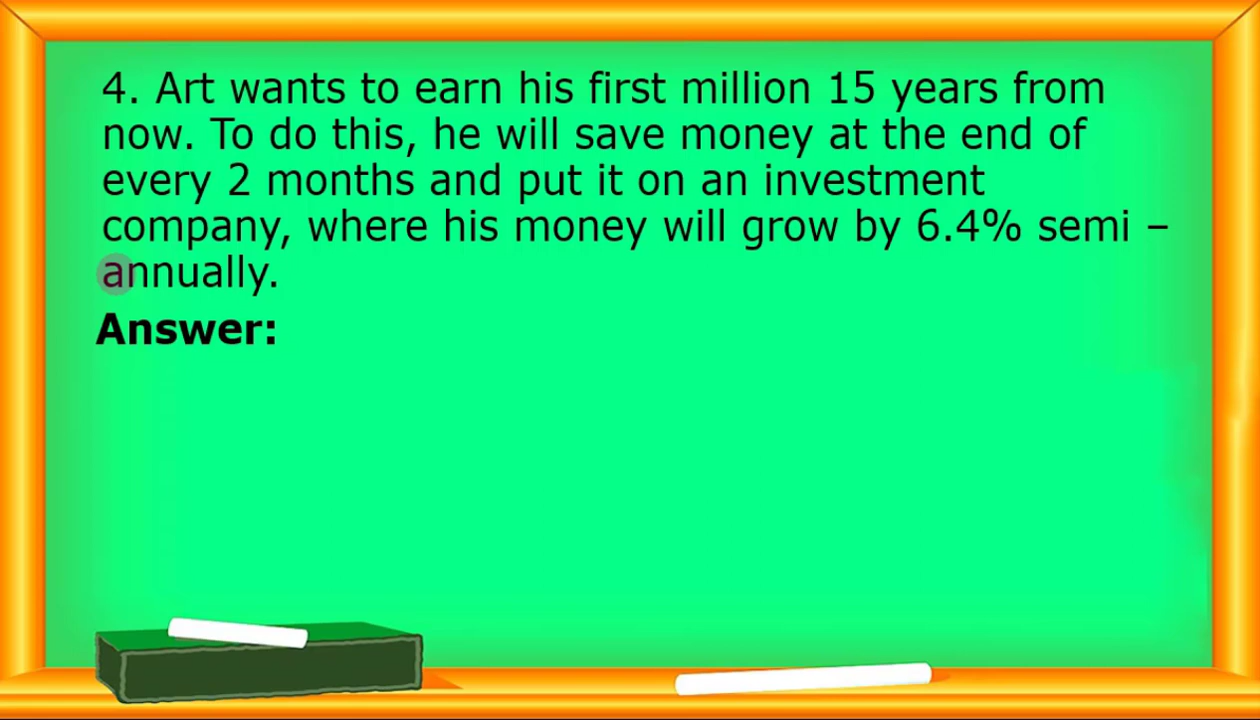 4. Art wants to earn his first million 15 years from
now. To do this, he will save money at the end of
every 2 months and put it on an investment
company, where his money will grow by 6.4% semi –
annually.
Answer: